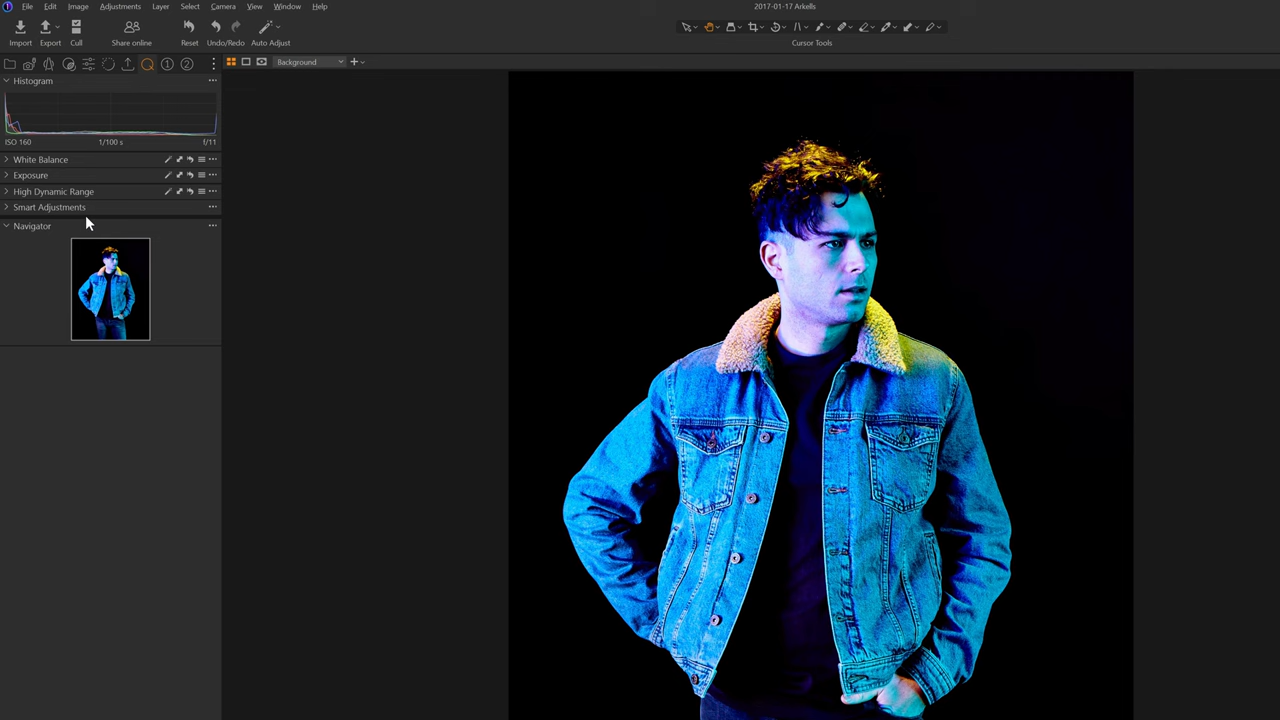 File Edit Image Adjustments Layer Select Camera View Window Help
2017-01-17 Arkells
Import Export Cull Share online Reset Undo/Redo Auto Adjust
Cursor Tools
Background
Histogram
ISO 160 1/100 s f/11
White Balance
Exposure
High Dynamic Range
Smart Adjustments
Navigator